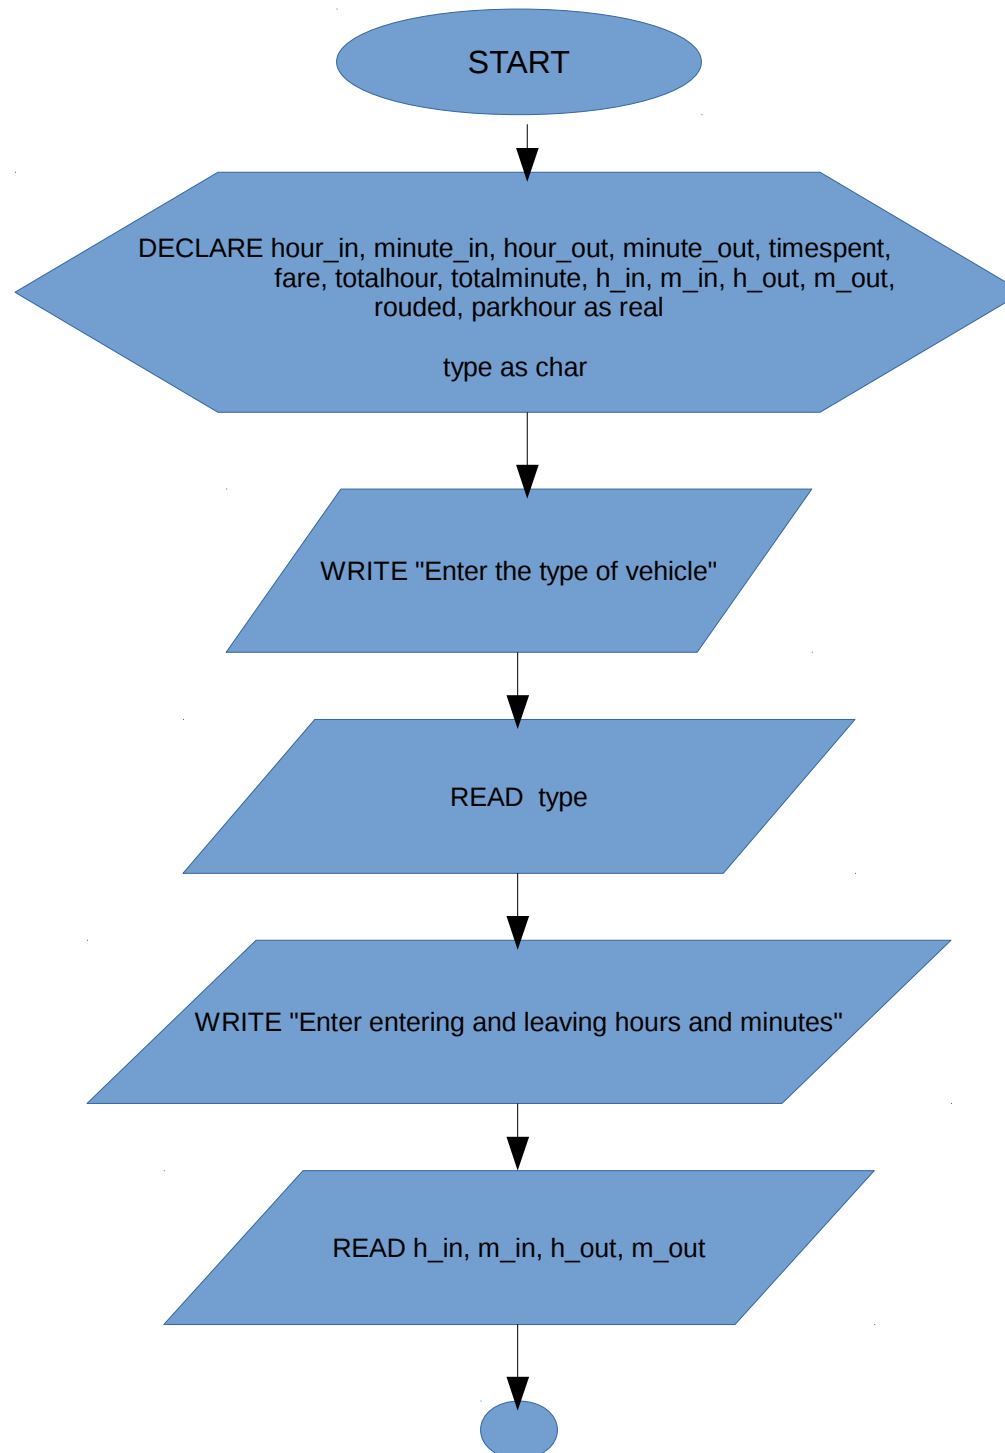 START
DECLARE hour_in, minute_in, hour_out, minute_out, timespent,
fare, totalhour, totalminute, h_in, m_in, h_out, m_out,
rouded, parkhour as real
type as char
WRITE "Enter the type of vehicle"
READ  type
WRITE "Enter entering and leaving hours and minutes"
READ h_in, m_in, h_out, m_out